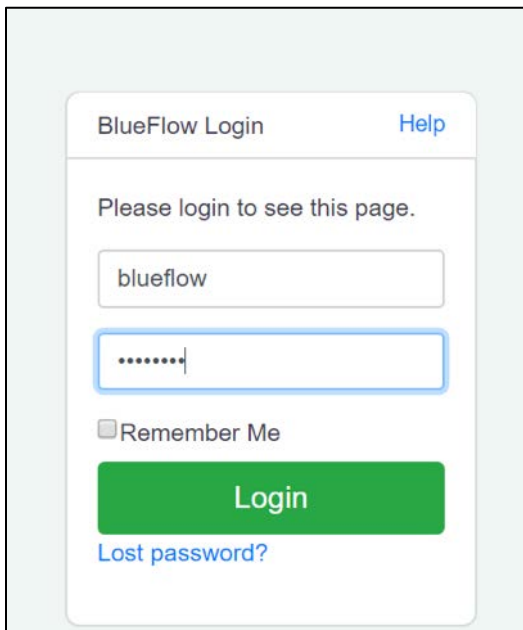 BlueFlow Login Help
Please login to see this page.
blueflow
••••••••
Remember Me
Login
Lost password?